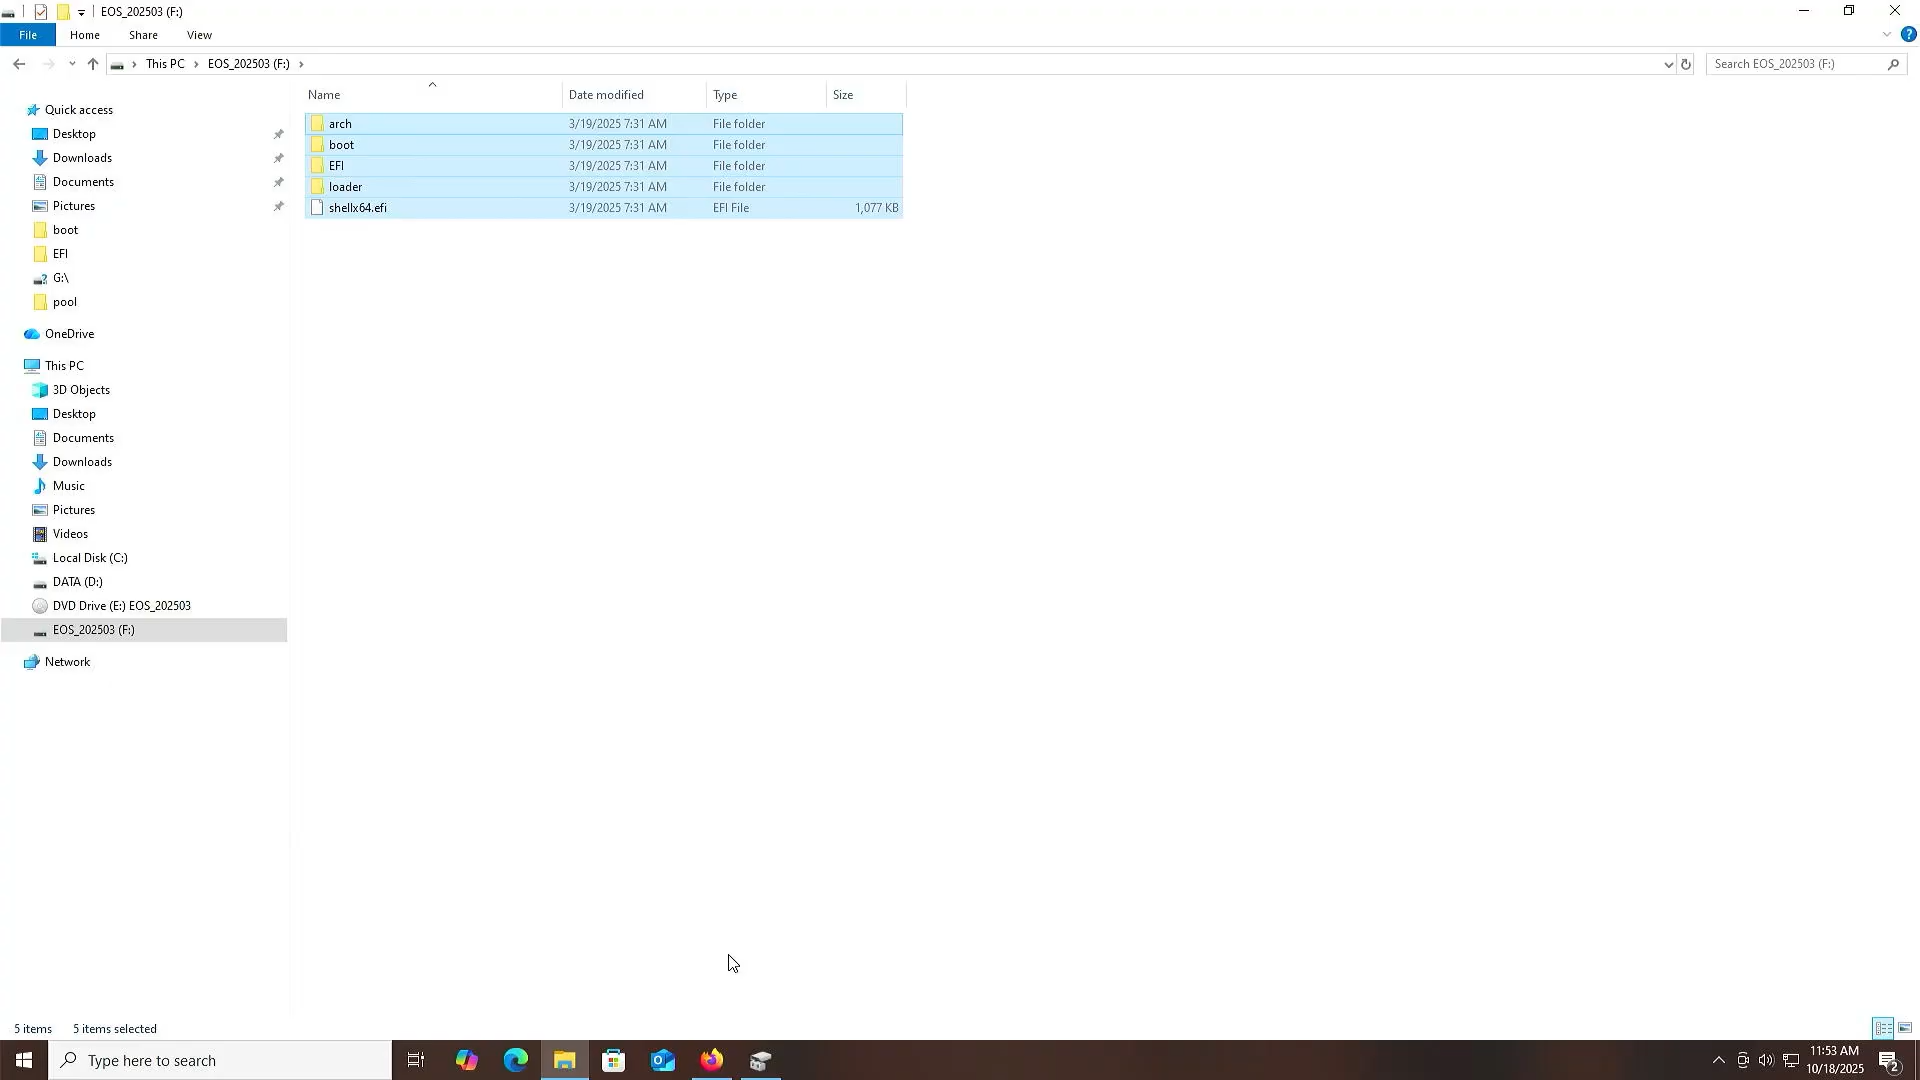 EOS_202503 (F:)
File Home Share View
This PC EOS_202503 (F:)
Search EOS_202503 (F:)
Name Date modified Type Size
arch 3/19/2025 7:31 AM File folder
boot 3/19/2025 7:31 AM File folder
EFI 3/19/2025 7:31 AM File folder
loader 3/19/2025 7:31 AM File folder
shellx64.efi 3/19/2025 7:31 AM EFI File 1,077 KB
Quick access
Desktop
Downloads
Documents
Pictures
boot
EFI
G:\
pool
OneDrive
This PC
3D Objects
Desktop
Documents
Downloads
Music
Pictures
Videos
Local Disk (C:)
DATA (D:)
DVD Drive (E:) EOS_202503
EOS_202503 (F:)
Network
5 items 5 items selected
Type here to search
11:53 AM
10/18/2025
2